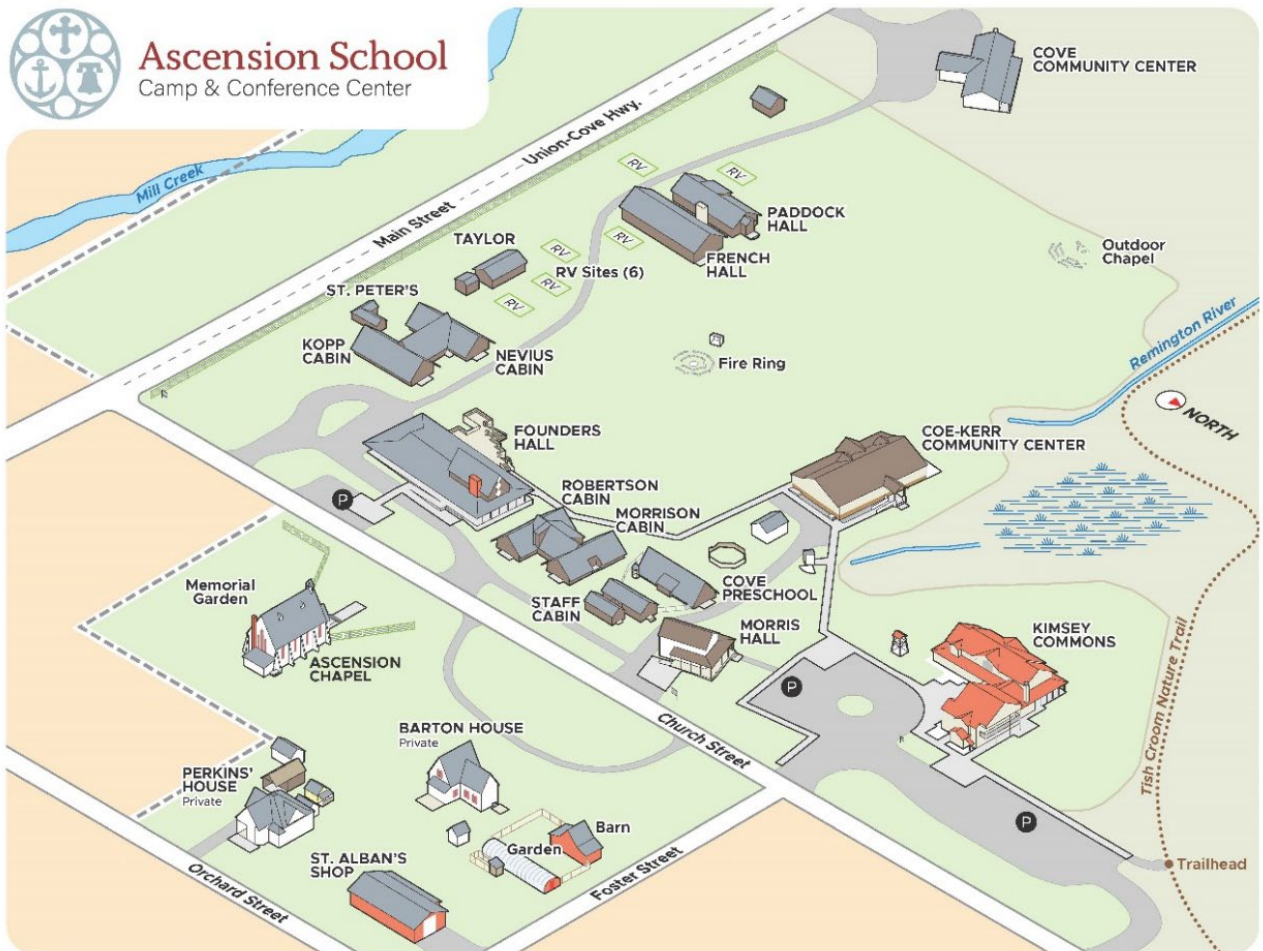 Ascension School
Camp & Conference Center
COVE
COMMUNITY CENTER
Mill Creek
Union-Cove Hwy.
Main Street
RV
RV
PADDOCK
HALL
FRENCH
HALL
TAYLOR
RV
RV
RV
RV
RV Sites (6)
Outdoor
Chapel
ST. PETER'S
KOPP
CABIN
NEVIUS
CABIN
Fire Ring
Remington River
NORTH
FOUNDERS
HALL
COE-KERR
COMMUNITY CENTER
P
ROBERTSON
CABIN
MORRISON
CABIN
COVE
PRESCHOOL
STAFF
CABIN
MORRIS
HALL
Memorial
Garden
ASCENSION
CHAPEL
KIMSEY
COMMONS
P
Tish Croom Nature Trail
Church Street
BARTON HOUSE
Private
PERKINS'
HOUSE
Private
P
Barn
Garden
ST. ALBAN'S
SHOP
Foster Street
Orchard Street
Trailhead